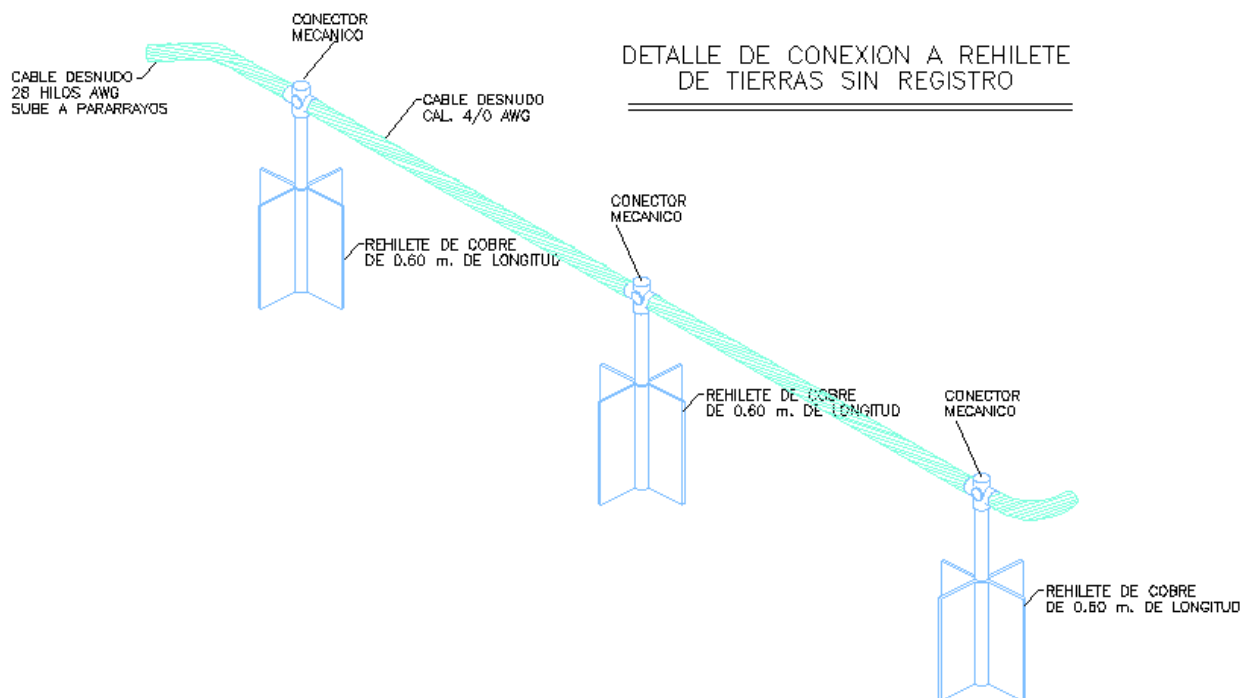 CONECTOR
MECANICO
DETALLE DE CONEXION A REHILETE
DE TIERRAS SIN REGISTRO
CABLE DESNUDO
28 HILOS AWG
SUBE A PARARRAYOS
CABLE DESNUDO
CAL. 4/0 AWG
CONECTOR
MECANICO
REHILETE DE COBRE
DE 0.60 m. DE LONGITUD
CONECTOR
MECANICO
REHILETE DE COBRE
DE 0.60 m. DE LONGITUD
REHILETE DE COBRE
DE 0.60 m. DE LONGITUD